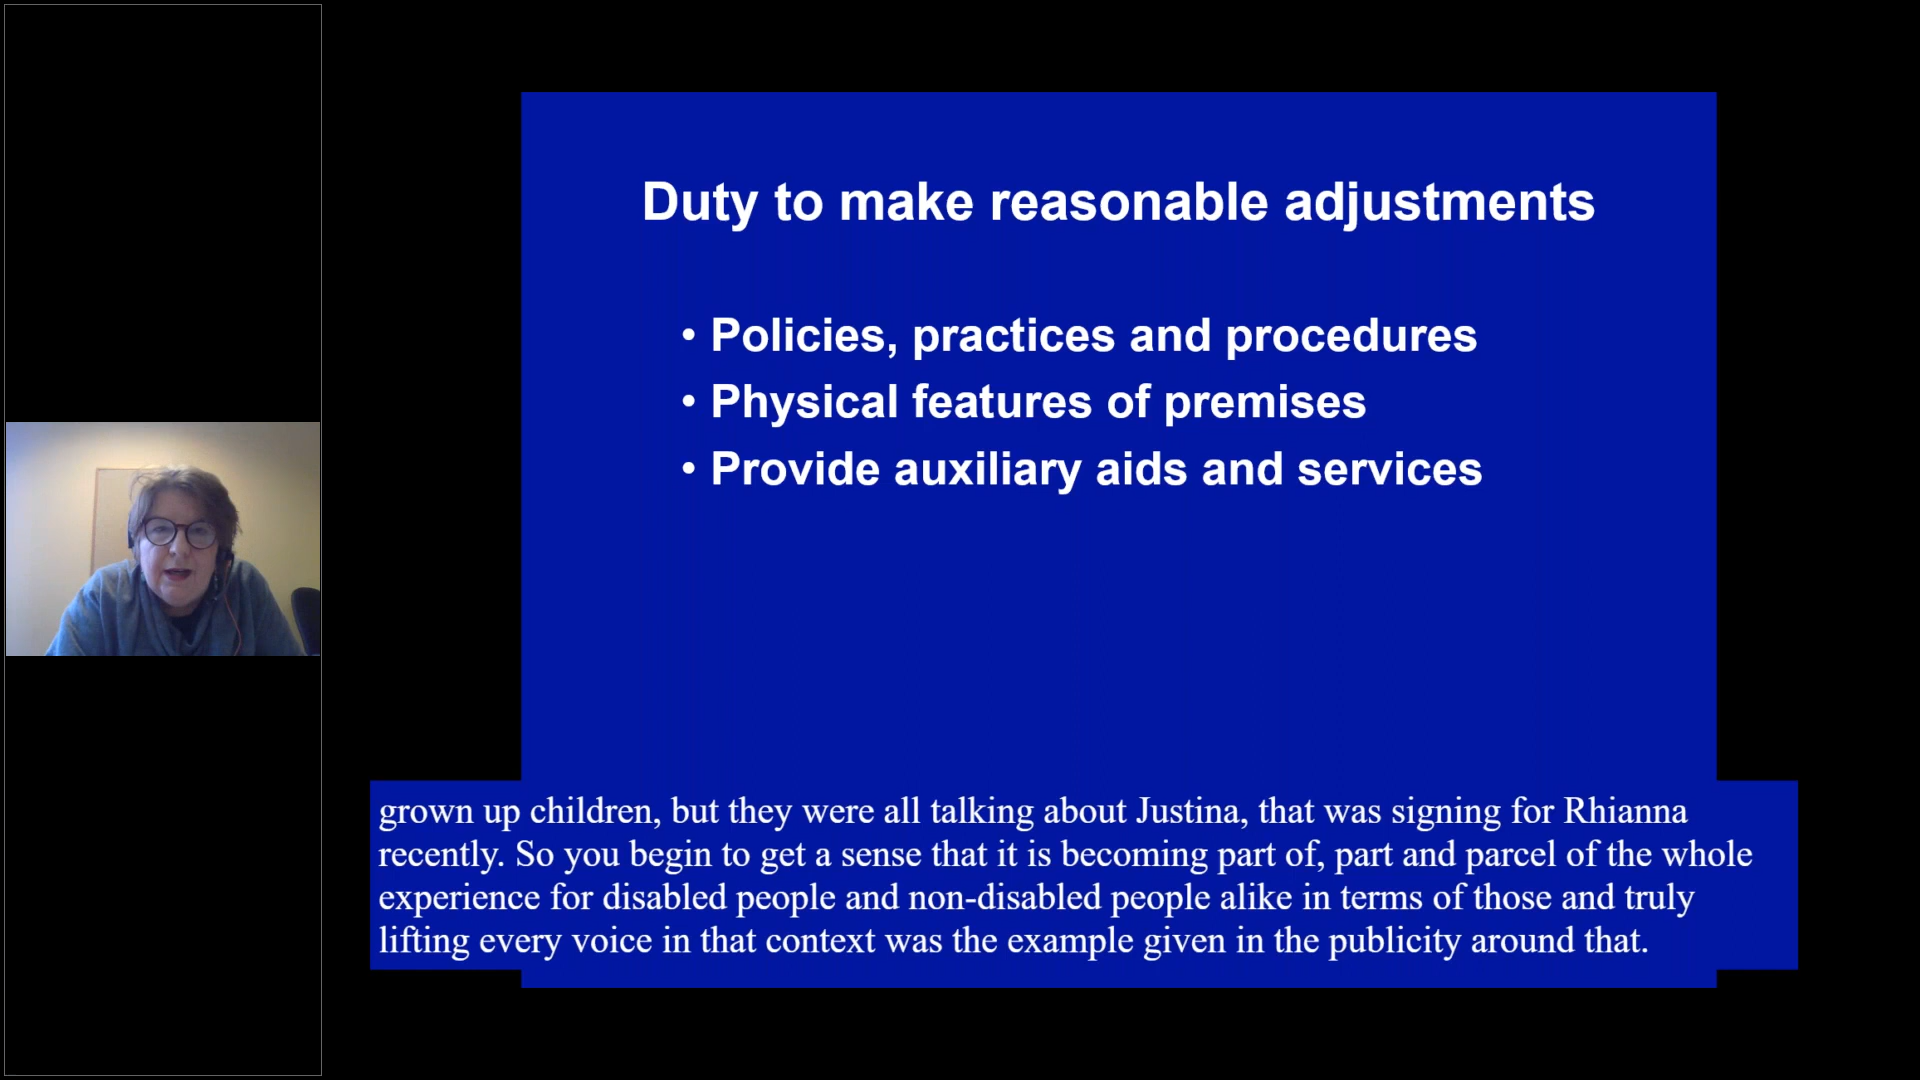 Duty to make reasonable adjustments
• Policies, practices and procedures
• Physical features of premises
• Provide auxiliary aids and services
grown up children, but they were all talking about Justina, that was signing for Rhianna
recently. So you begin to get a sense that it is becoming part of, part and parcel of the whole
experience for disabled people and non-disabled people alike in terms of those and truly
lifting every voice in that context was the example given in the publicity around that.